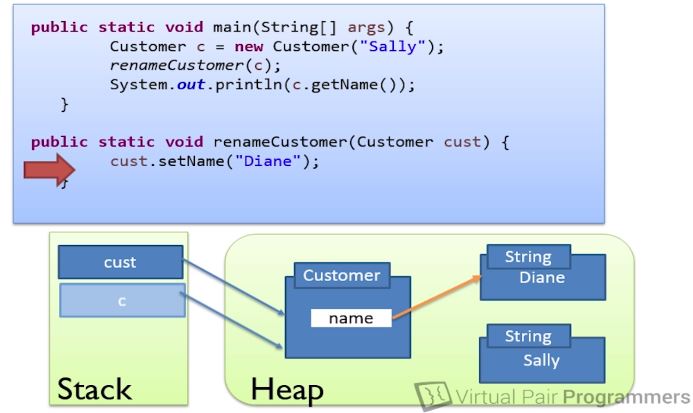 public static void main(String[] args) {
Customer c = new Customer("Sally");
renameCustomer(c);
System.out.println(c.getName());
}
public static void renameCustomer(Customer cust) {
cust.setName("Diane");
}
cust
c
Stack
Customer
name
String
Diane
String
Sally
Heap
Virtual Pair Programmers